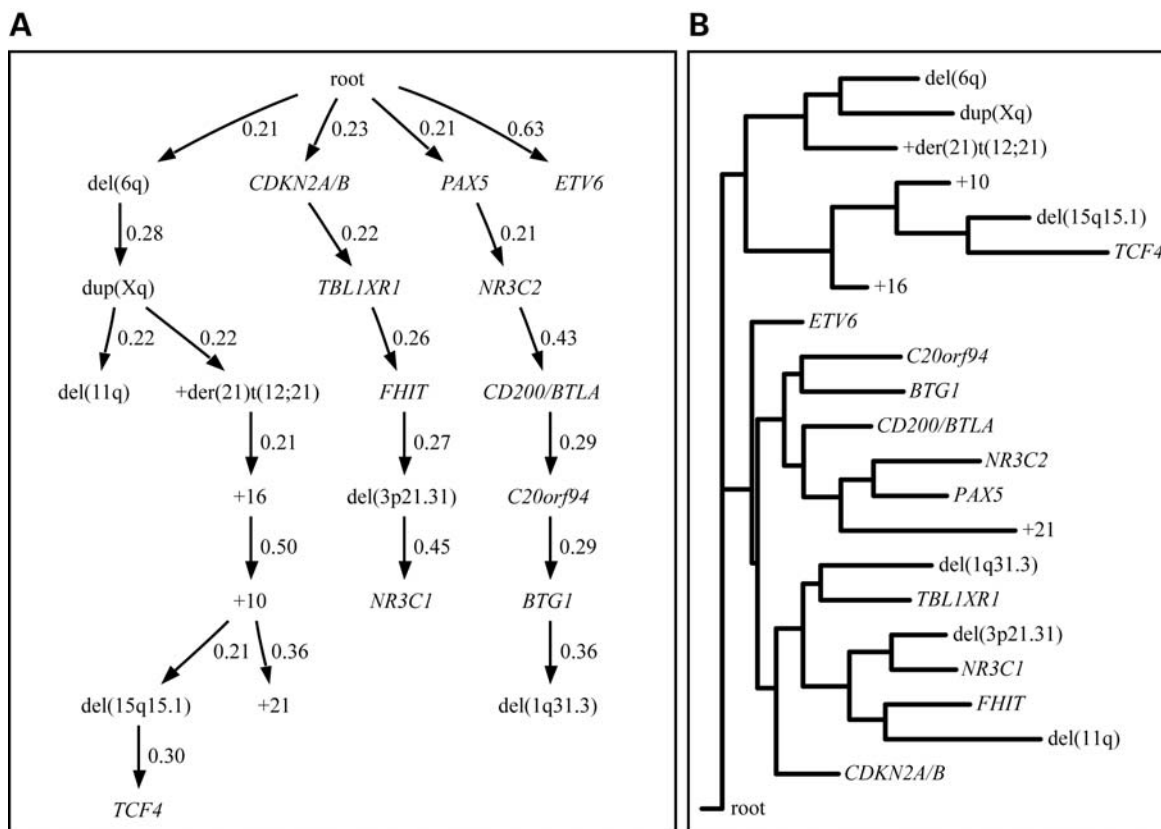 A
root
0.21 0.23 0.21 0.63
del(6q) CDKN2A/B PAX5 ETV6
0.28 0.22 0.21
dup(Xq) TBL1XR1 NR3C2
0.22 0.22 0.26 0.43
del(11q) +der(21)t(12;21) FHIT CD200/BTLA
0.21 0.27 0.29
+16 del(3p21.31) C20orf94
0.50 0.45 0.29
+10 NR3C1 BTG1
0.21 0.36 0.36
del(15q15.1) +21 del(1q31.3)
0.30
TCF4
B
del(6q)
dup(Xq)
+der(21)t(12;21)
+10
del(15q15.1)
TCF4
+16
ETV6
C20orf94
BTG1
CD200/BTLA
NR3C2
PAX5
+21
del(1q31.3)
TBL1XR1
del(3p21.31)
NR3C1
FHIT
del(11q)
CDKN2A/B
root